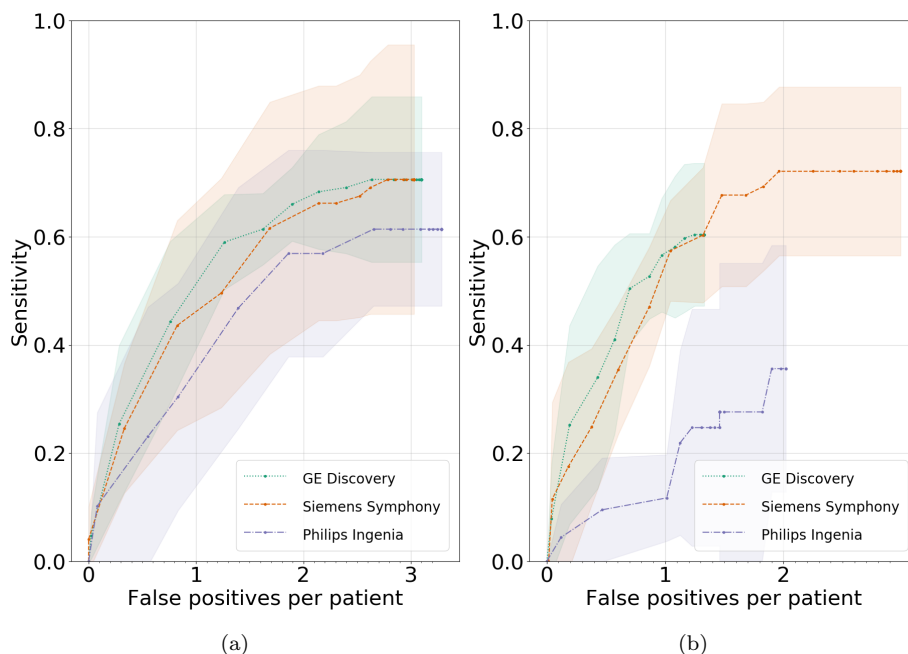 1.0
0.8
0.6
0.4
0.2
0.0
Sensitivity
0
1
2
3
False positives per patient
GE Discovery
Siemens Symphony
Philips Ingenia
(a)
1.0
0.8
0.6
0.4
0.2
0.0
Sensitivity
0
1
2
False positives per patient
GE Discovery
Siemens Symphony
Philips Ingenia
(b)